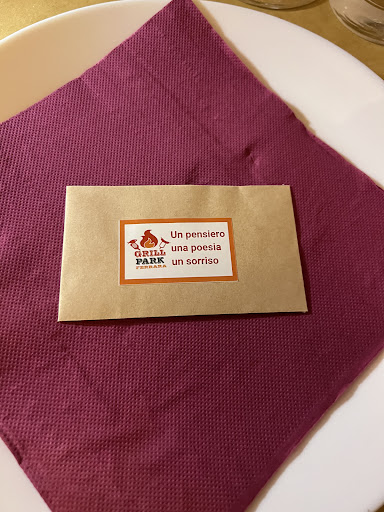 GRILL
PARK
FERRARA
Un pensiero
una poesia
un sorriso